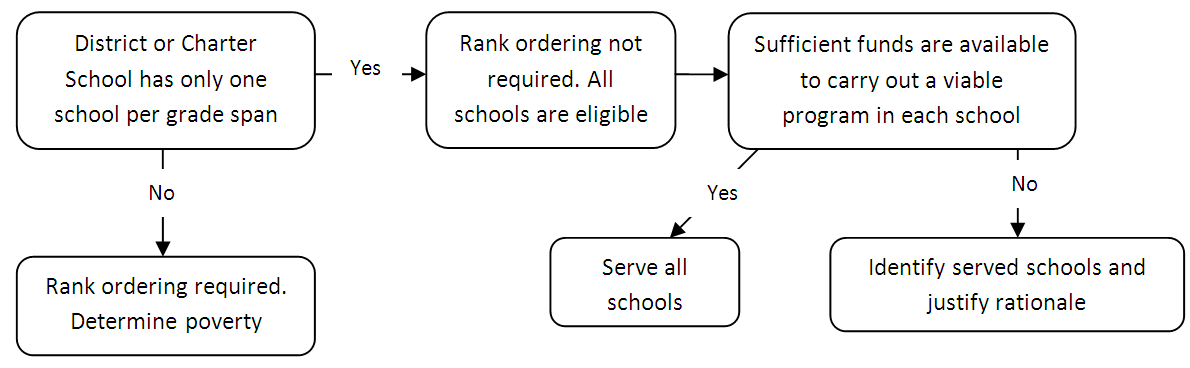 District or Charter
School has only one
school per grade span
Yes
Rank ordering not
required. All
schools are eligible
Sufficient funds are available
to carry out a viable
program in each school
No
Rank ordering required.
Determine poverty
Yes
Serve all
schools
No
Identify served schools and
justify rationale